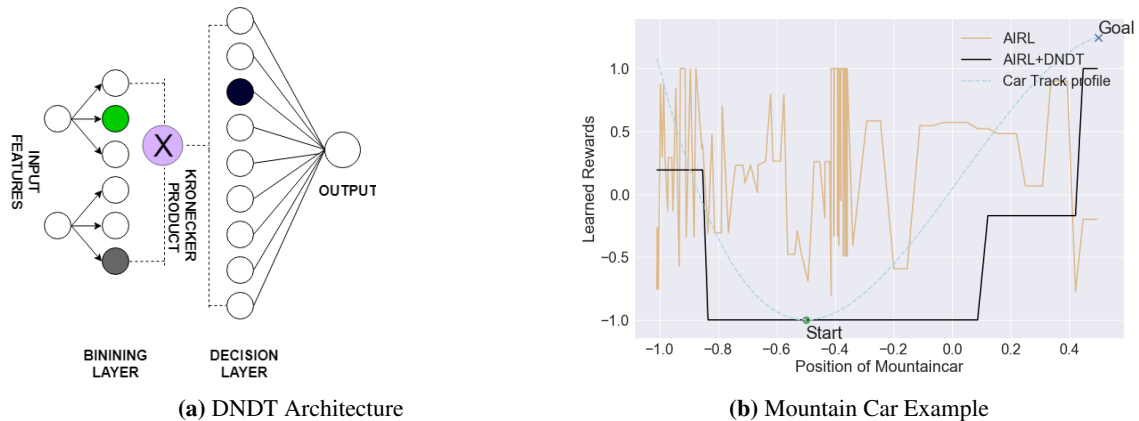 INPUT
FEATURES
X
KRONECKER
PRODUCT
OUTPUT
BINING
LAYER
DECISION
LAYER
(a) DNDT Architecture
Goal
AIRL
AIRL+DNDT
Car Track profile
Learned Rewards
1.0
0.5
0.0
−0.5
−1.0
Start
−1.0 −0.8 −0.6 −0.4 −0.2 0.0 0.2 0.4
Position of Mountaincar
(b) Mountain Car Example